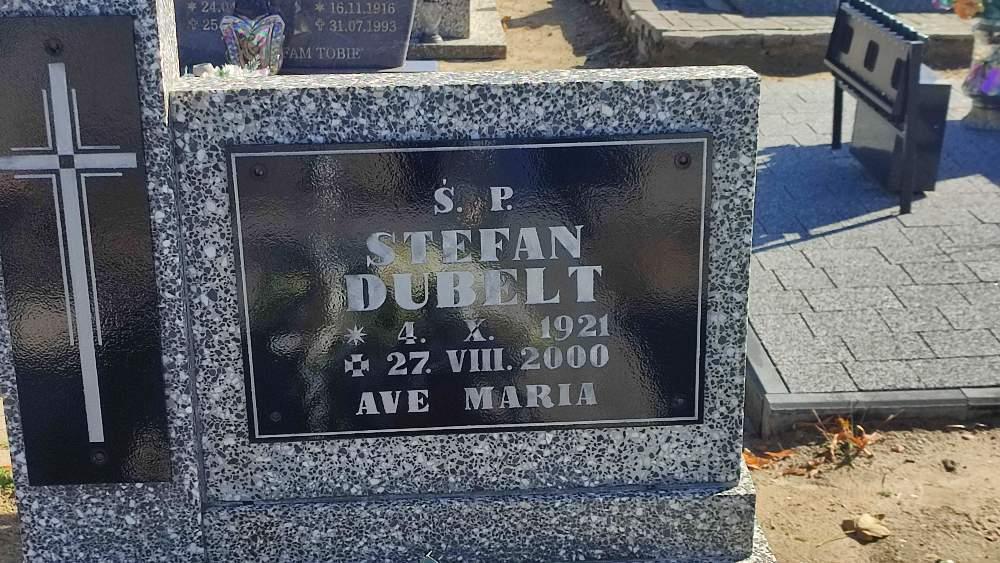 ✲ 16.11.1916
✞ 31.07.1993
FAM TOBIE
Ś. P.
STEFAN
DUBELT
✲ 4. X. 1921
✠ 27. VIII. 2000
AVE MARIA